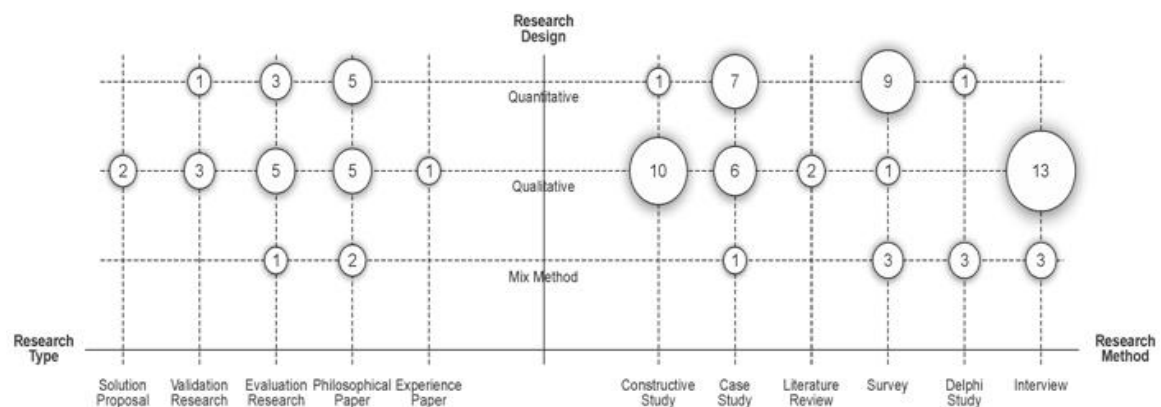 Research
Design
1 3 5 1 7 9 1
Quantitative
2 3 5 5 1 10 6 2 1 13
Qualitative
1 2 1 3 3 3
Mix Method
Research
Type
Research
Method
Solution
Proposal
Validation
Research
Evaluation
Research
Philosophical
Paper
Experience
Paper
Constructive
Study
Case
Study
Literature
Review
Survey
Delphi
Study
Interview